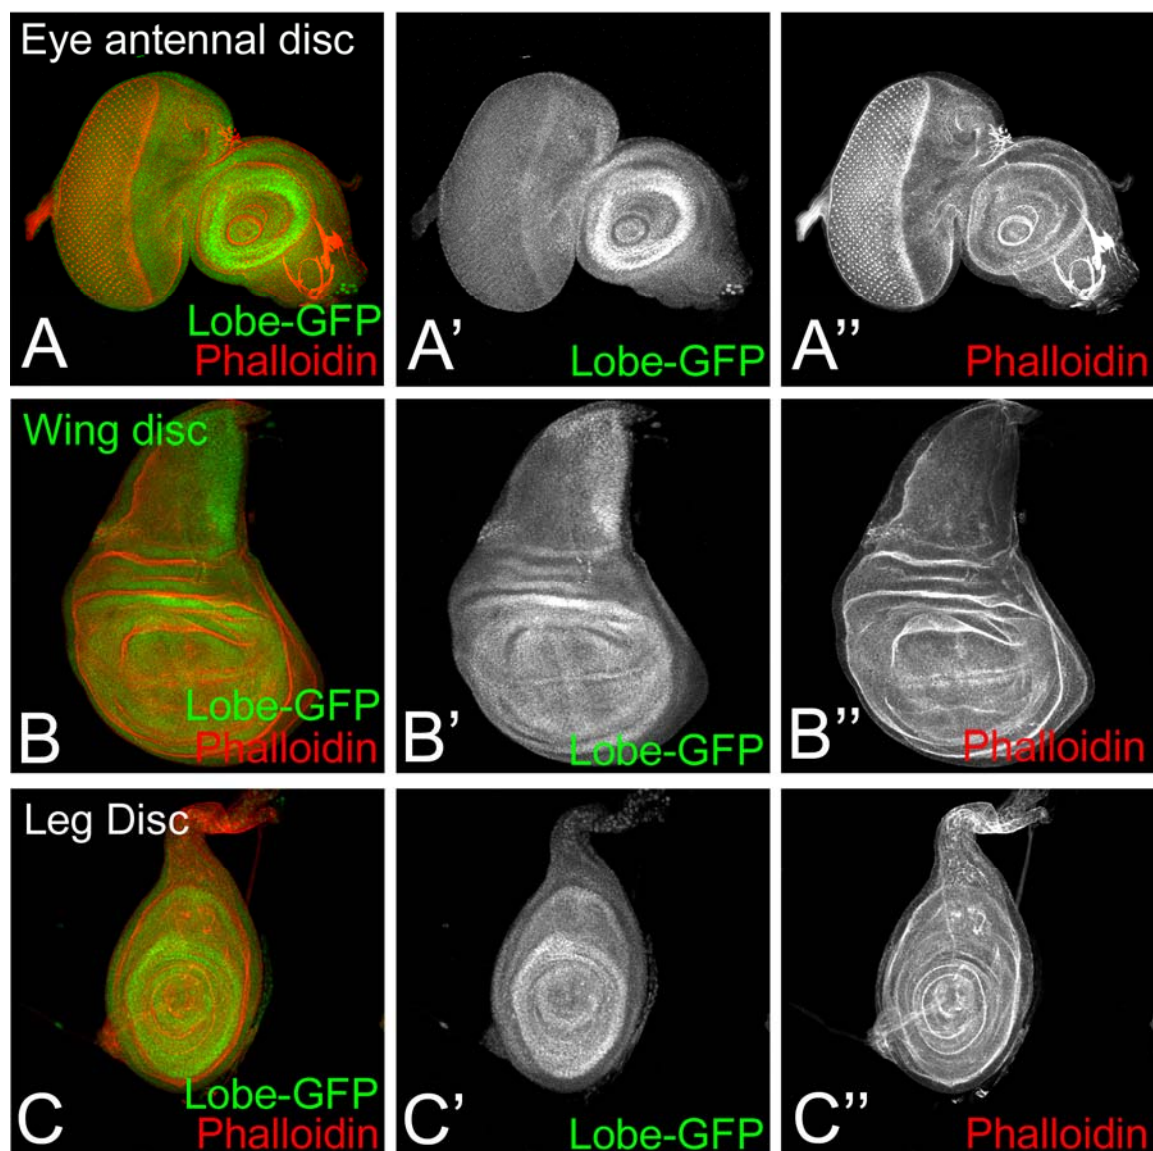 Eye antennal disc
Lobe-GFP
A Phalloidin
A' Lobe-GFP
A'' Phalloidin
Wing disc
Lobe-GFP
B Phalloidin
B' Lobe-GFP
B'' Phalloidin
Leg Disc
Lobe-GFP
C Phalloidin
C' Lobe-GFP
C'' Phalloidin